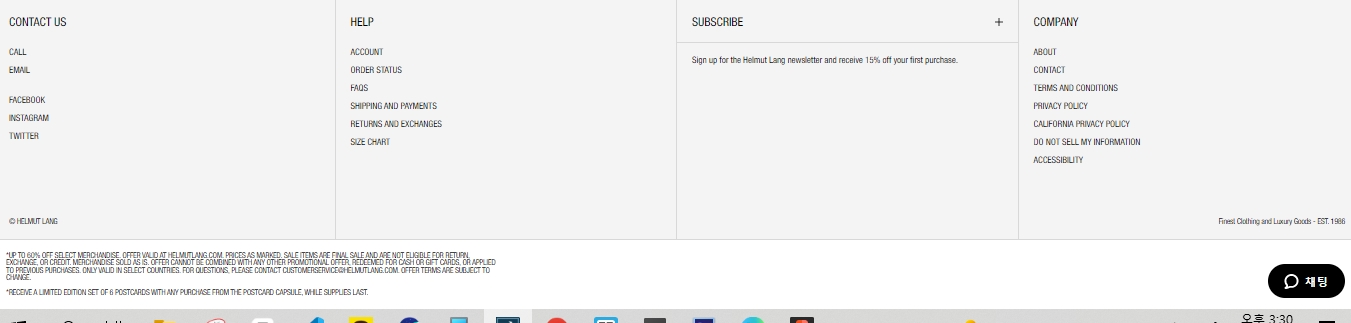 CONTACT US
CALL
EMAIL
FACEBOOK
INSTAGRAM
TWITTER
© HELMUT LANG
HELP
ACCOUNT
ORDER STATUS
FAQS
SHIPPING AND PAYMENTS
RETURNS AND EXCHANGES
SIZE CHART
SUBSCRIBE +
Sign up for the Helmut Lang newsletter and receive 15% off your first purchase.
COMPANY
ABOUT
CONTACT
TERMS AND CONDITIONS
PRIVACY POLICY
CALIFORNIA PRIVACY POLICY
DO NOT SELL MY INFORMATION
ACCESSIBILITY
Finest Clothing and Luxury Goods - EST. 1986
*UP TO 60% OFF SELECT MERCHANDISE. OFFER VALID AT HELMUTLANG.COM. PRICES AS MARKED. SALE ITEMS ARE FINAL SALE AND ARE NOT ELIGIBLE FOR RETURN,
EXCHANGE, OR CREDIT. MERCHANDISE SOLD AS IS. OFFER CANNOT BE COMBINED WITH ANY OTHER PROMOTIONAL OFFER, REDEEMED FOR CASH OR GIFT CARDS, OR APPLIED
TO PREVIOUS PURCHASES. ONLY VALID IN SELECT COUNTRIES. FOR QUESTIONS, PLEASE CONTACT CUSTOMERSERVICE@HELMUTLANG.COM. OFFER TERMS ARE SUBJECT TO
CHANGE.
*RECEIVE A LIMITED EDITION SET OF 6 POSTCARDS WITH ANY PURCHASE FROM THE POSTCARD CAPSULE, WHILE SUPPLIES LAST.
채팅
오후 3:30